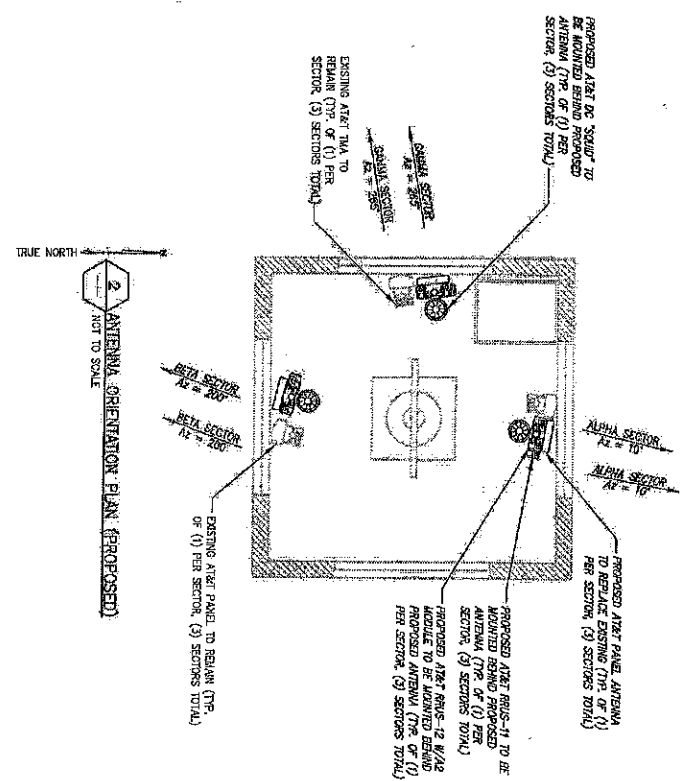 PROPOSED AT&T DC "SQUID" TO
BE MOUNTED BEHIND PROPOSED
ANTENNA (TYP. OF (1) PER
SECTOR, (3) SECTORS TOTAL)
EXISTING AT&T TMA TO
REMAIN (TYP. OF (1) PER
SECTOR, (3) SECTORS TOTAL)
GAMMA SECTOR
AZ = 285°
GAMMA SECTOR
AZ = 285°
ALPHA SECTOR
AZ = 10°
ALPHA SECTOR
AZ = 10°
PROPOSED AT&T PANEL ANTENNA
TO REPLACE EXISTING (TYP. OF (1)
PER SECTOR, (3) SECTORS TOTAL)
PROPOSED AT&T RRUS-11 TO BE
MOUNTED BEHIND PROPOSED
ANTENNA (TYP. OF (1) PER
SECTOR, (3) SECTORS TOTAL)
PROPOSED AT&T RRUS-12 W/A2
MODULE TO BE MOUNTED BEHIND
PROPOSED ANTENNA (TYP. OF (1)
PER SECTOR, (3) SECTORS TOTAL)
BETA SECTOR
AZ = 200°
BETA SECTOR
AZ = 200°
EXISTING AT&T PANEL TO REMAIN (TYP.
OF (1) PER SECTOR, (3) SECTORS TOTAL)
TRUE NORTH
2
ANTENNA ORIENTATION PLAN (PROPOSED)
NOT TO SCALE